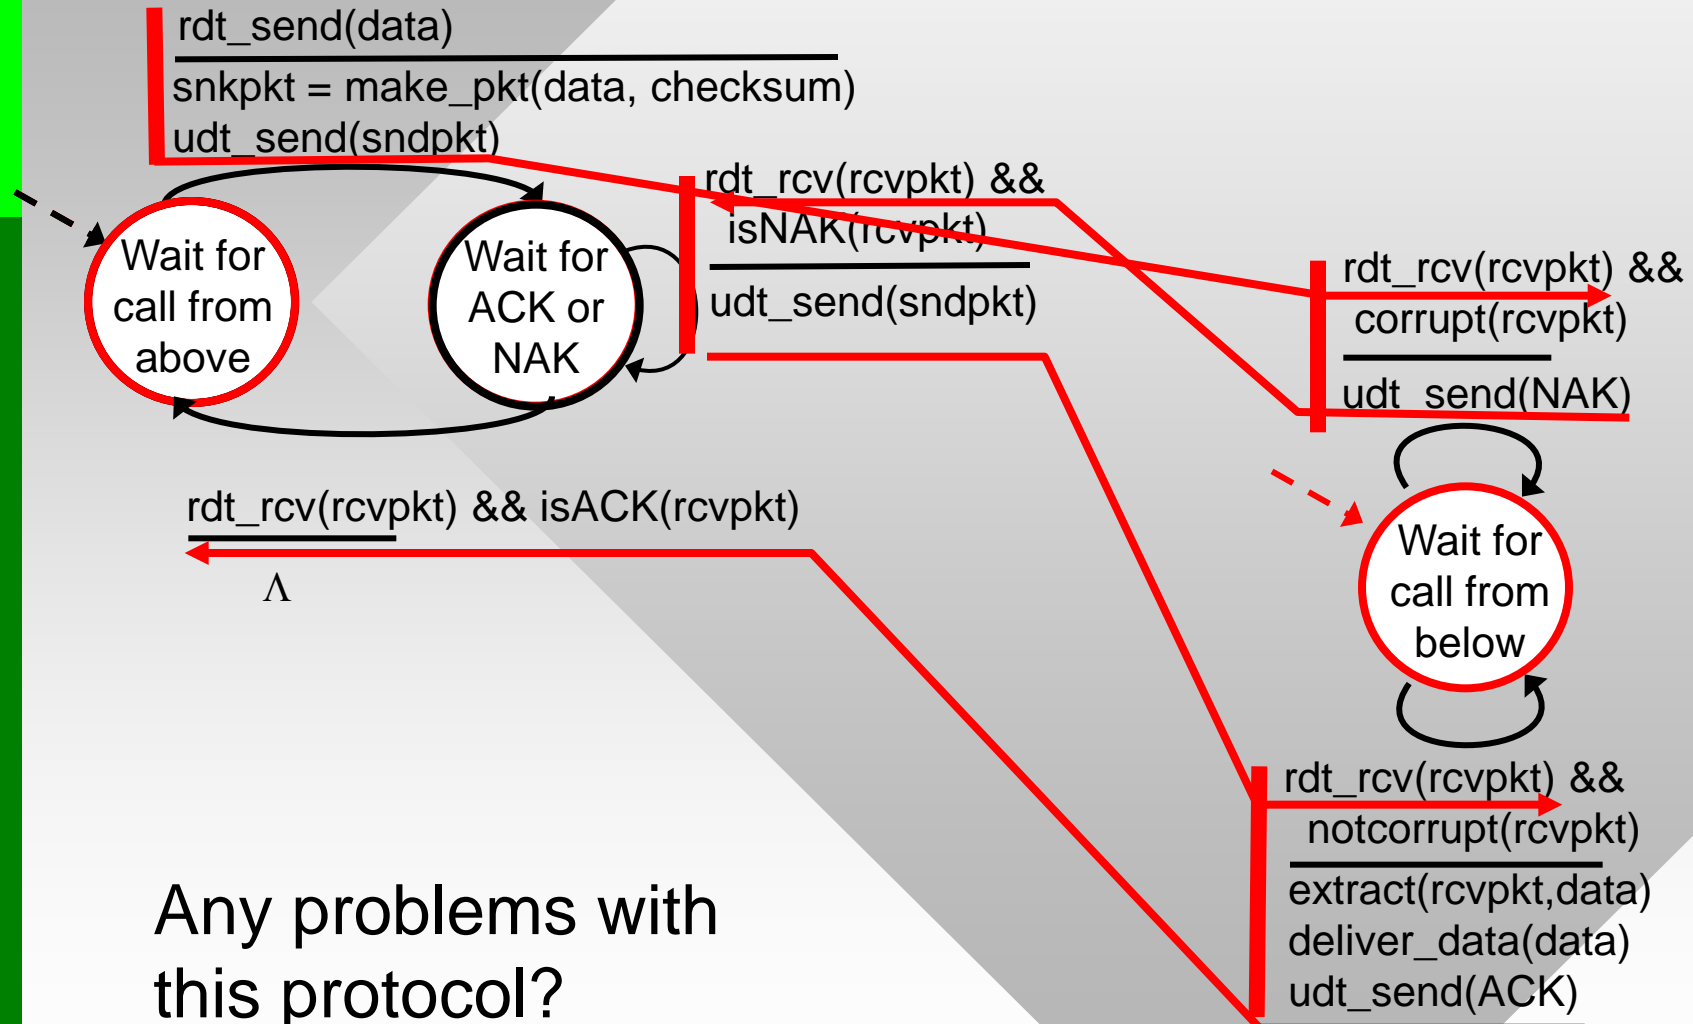 rdt_send(data)
snkpkt = make_pkt(data, checksum)
udt_send(sndpkt)
rdt_rcv(rcvpkt) &&
isNAK(rcvpkt)
udt_send(sndpkt)
Wait for
call from
above
Wait for
ACK or
NAK
rdt_rcv(rcvpkt) &&
corrupt(rcvpkt)
udt_send(NAK)
rdt_rcv(rcvpkt) && isACK(rcvpkt)
Λ
Wait for
call from
below
rdt_rcv(rcvpkt) &&
notcorrupt(rcvpkt)
extract(rcvpkt,data)
deliver_data(data)
udt_send(ACK)
Any problems with
this protocol?